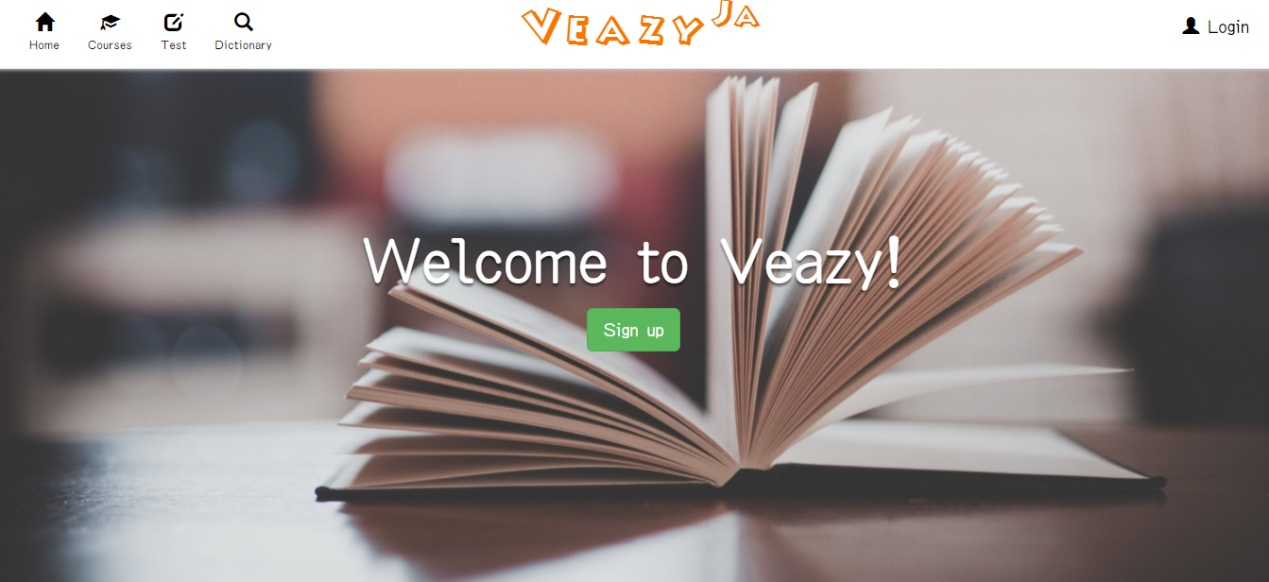 Home
Courses
Test
Dictionary
VEAZY JA
Login
Welcome to Veazy!
Sign up